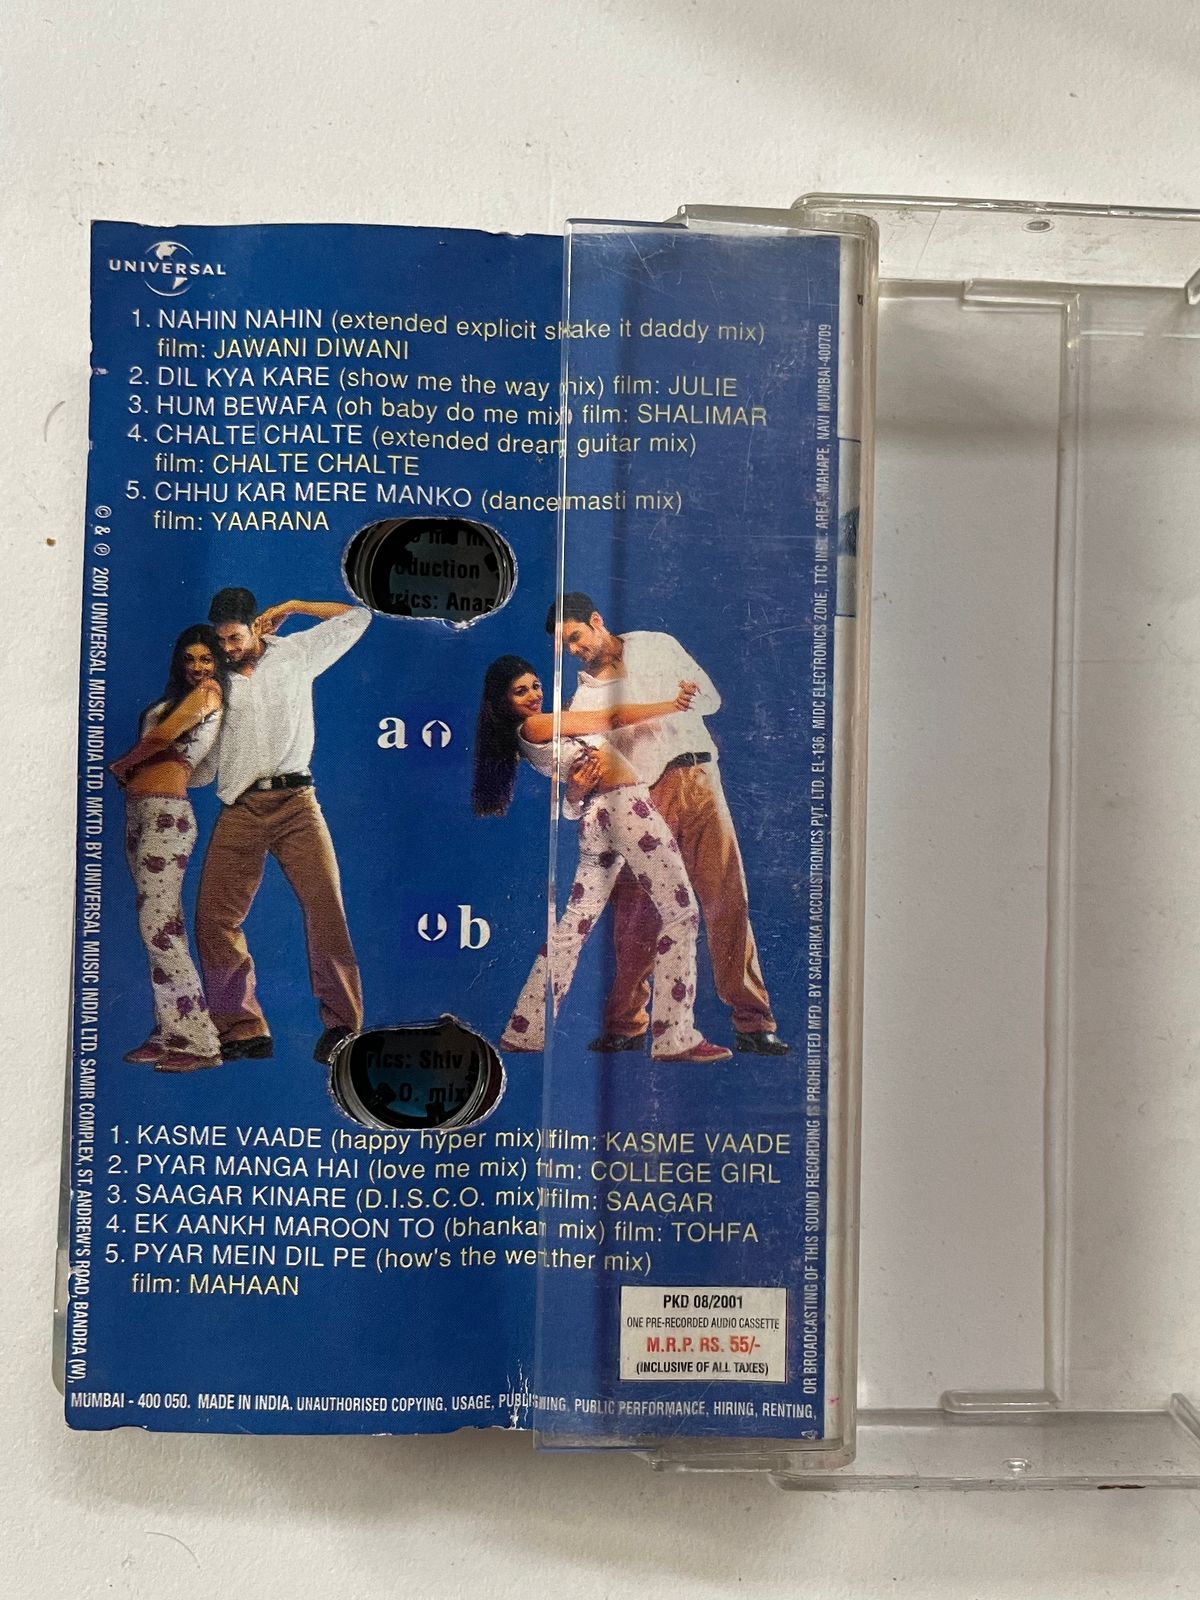 UNIVERSAL
1. NAHIN NAHIN (extended explicit shake it daddy mix)
film: JAWANI DIWANI
2. DIL KYA KARE (show me the way mix) film: JULIE
3. HUM BEWAFA (oh baby do me mix) film: SHALIMAR
4. CHALTE CHALTE (extended dream guitar mix)
film: CHALTE CHALTE
5. CHHU KAR MERE MANKO (dance masti mix)
film: YAARANA
oduction
rics: Ana
a
b
rics: Shiv
.O. mix
1. KASME VAADE (happy hyper mix) film: KASME VAADE
2. PYAR MANGA HAI (love me mix) film: COLLEGE GIRL
3. SAAGAR KINARE (D.I.S.C.O. mix) film: SAAGAR
4. EK AANKH MAROON TO (bhankar mix) film: TOHFA
5. PYAR MEIN DIL PE (how's the weather mix)
film: MAHAAN
PKD 08/2001
ONE PRE-RECORDED AUDIO CASSETTE
M.R.P. RS. 55/-
(INCLUSIVE OF ALL TAXES)
© & ℗ 2001 UNIVERSAL MUSIC INDIA LTD. MKTD. BY UNIVERSAL MUSIC INDIA LTD. SAMIR COMPLEX, ST. ANDREW'S ROAD, BANDRA (W),
MUMBAI - 400 050. MADE IN INDIA. UNAUTHORISED COPYING, USAGE, PUBLISHING, PUBLIC PERFORMANCE, HIRING, RENTING,
OR BROADCASTING OF THIS SOUND RECORDING IS PROHIBITED MFD. BY SAGARIKA ACCOUSTRONICS PVT. LTD. EL-136, MIDC ELECTRONICS ZONE, TTC INDL. AREA, MAHAPE, NAVI MUMBAI-400709